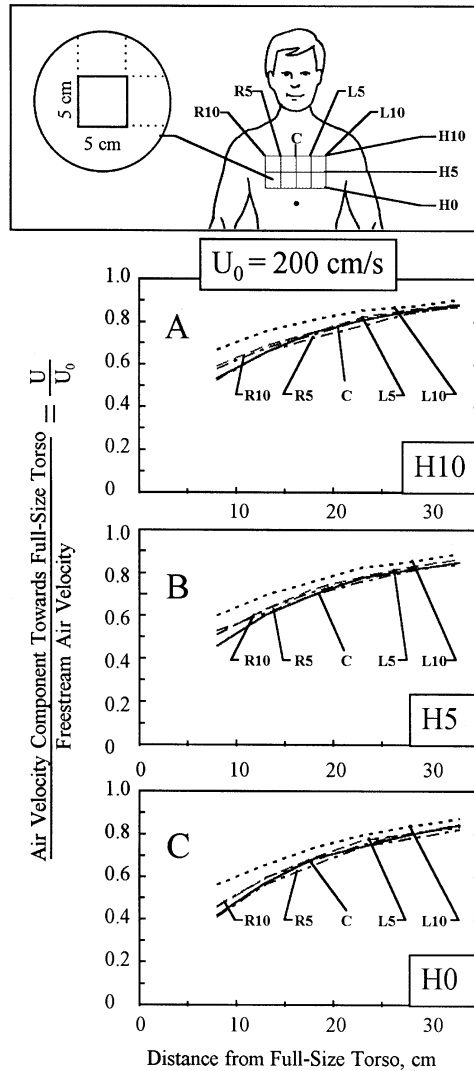 5 cm
5 cm
R10
R5
C
L5
L10
H10
H5
H0
U0 = 200 cm/s
Air Velocity Component Towards Full-Size Torso
Freestream Air Velocity
= U
U0
1.0
0.8
0.6
0.4
0.2
0
A
R10 R5 C L5 L10
H10
0 10 20 30
1.0
0.8
0.6
0.4
0.2
0
B
R10 R5 C L5 L10
H5
0 10 20 30
1.0
0.8
0.6
0.4
0.2
0
C
R10 R5 C L5 L10
H0
0 10 20 30
Distance from Full-Size Torso, cm